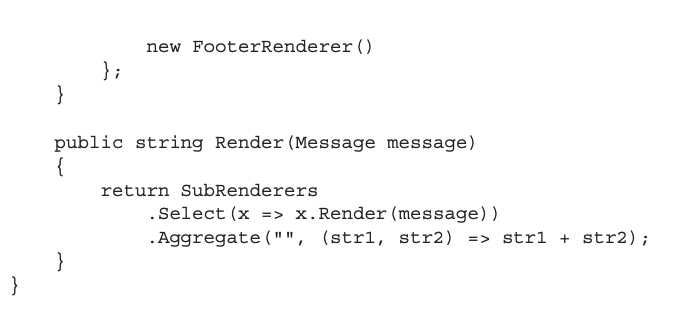 new FooterRenderer()
        };
    }

    public string Render(Message message)
    {
        return SubRenderers
            .Select(x => x.Render(message))
            .Aggregate("", (str1, str2) => str1 + str2);
    }
}